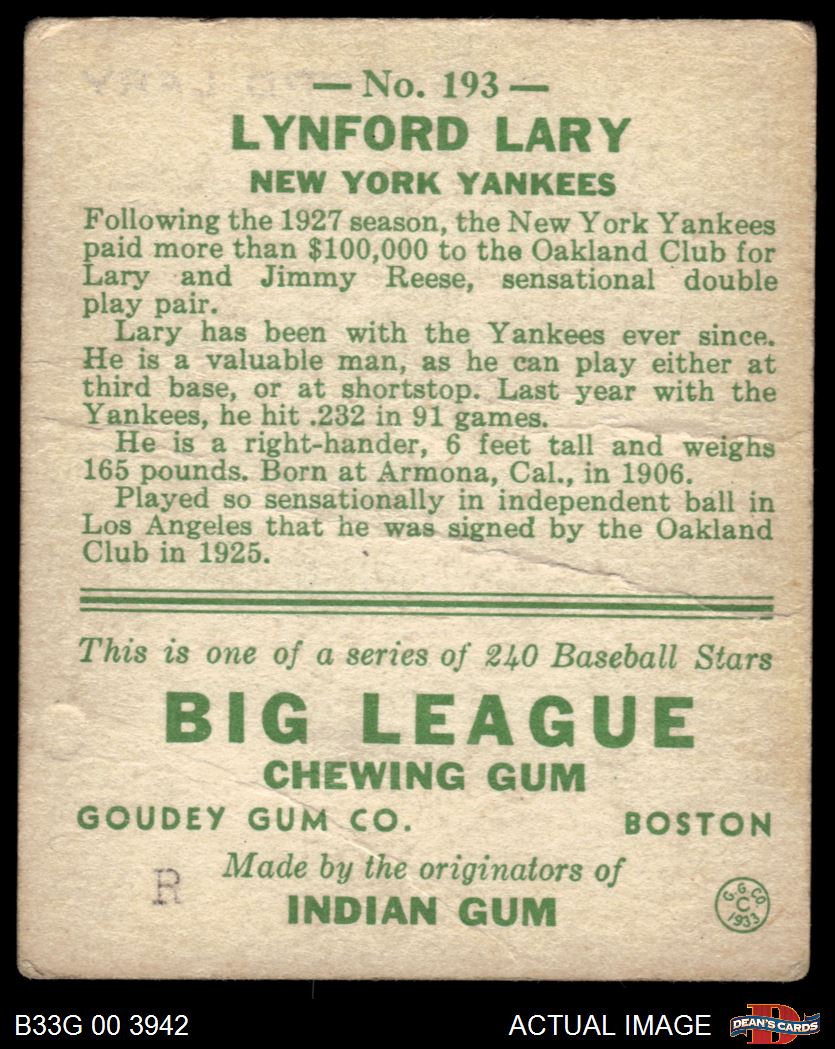 — No. 193 —
LYNFORD LARY
NEW YORK YANKEES
Following the 1927 season, the New York Yankees
paid more than $100,000 to the Oakland Club for
Lary and Jimmy Reese, sensational double
play pair.
Lary has been with the Yankees ever since.
He is a valuable man, as he can play either at
third base, or at shortstop. Last year with the
Yankees, he hit .232 in 91 games.
He is a right-hander, 6 feet tall and weighs
165 pounds. Born at Armona, Cal., in 1906.
Played so sensationally in independent ball in
Los Angeles that he was signed by the Oakland
Club in 1925.
This is one of a series of 240 Baseball Stars
BIG LEAGUE
CHEWING GUM
GOUDEY GUM CO. BOSTON
Made by the originators of
R
INDIAN GUM
G.G.CO.
C
1933
B33G 00 3942 ACTUAL IMAGE
D
DEAN'S CARDS